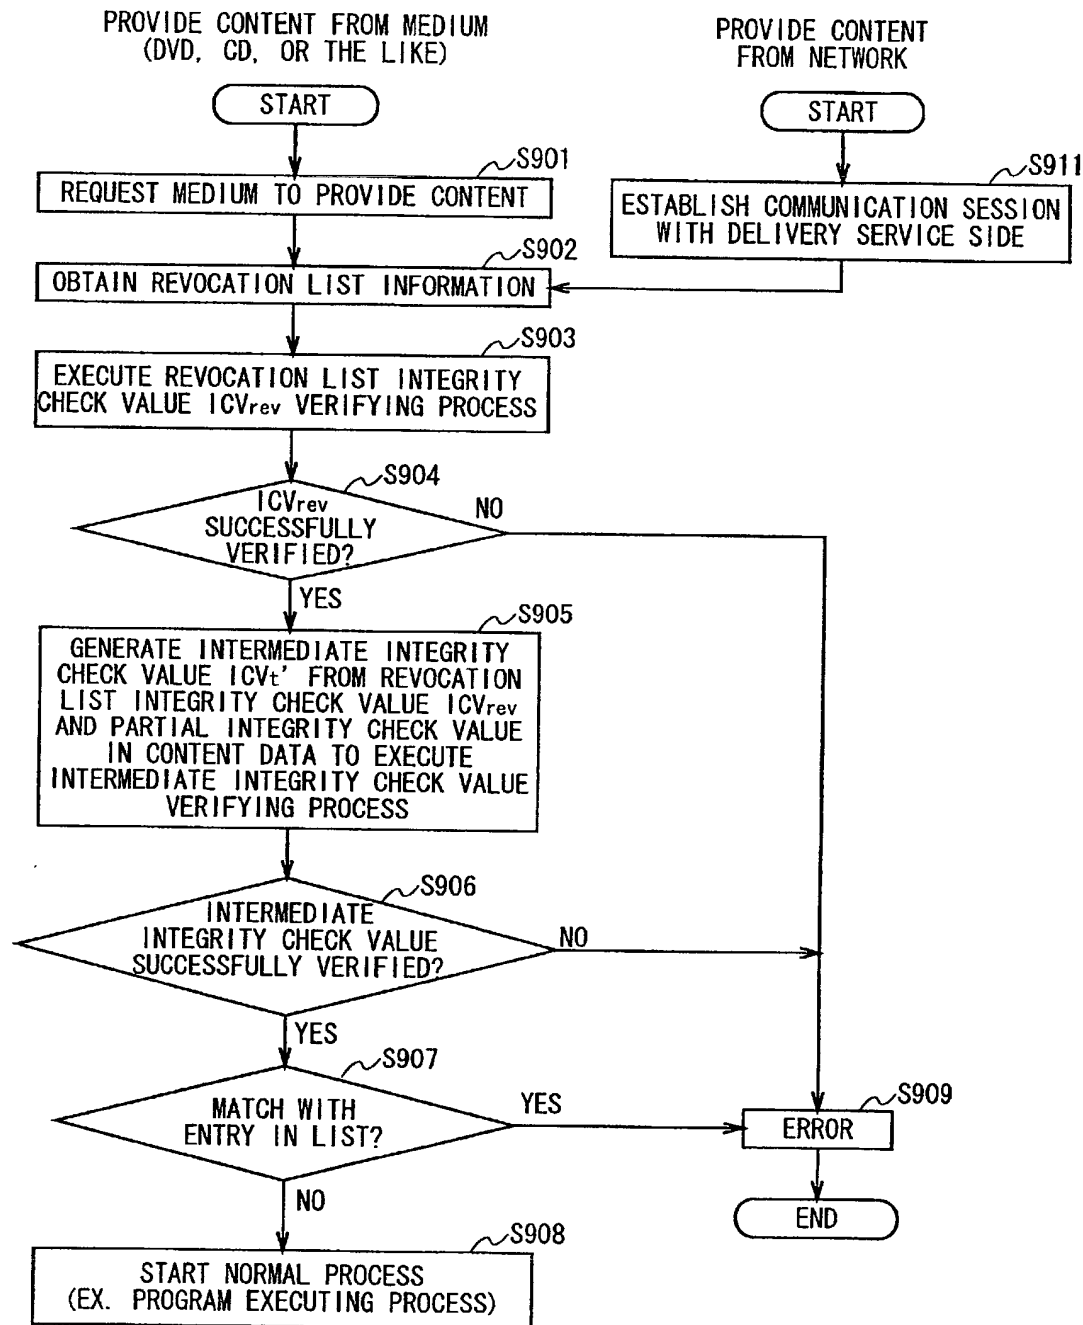 PROVIDE CONTENT FROM MEDIUM
(DVD, CD, OR THE LIKE)
START
S901
REQUEST MEDIUM TO PROVIDE CONTENT
PROVIDE CONTENT
FROM NETWORK
START
S911
ESTABLISH COMMUNICATION SESSION
WITH DELIVERY SERVICE SIDE
S902
OBTAIN REVOCATION LIST INFORMATION
S903
EXECUTE REVOCATION LIST INTEGRITY
CHECK VALUE ICVrev VERIFYING PROCESS
S904
ICVrev
SUCCESSFULLY
VERIFIED?
NO
YES
S905
GENERATE INTERMEDIATE INTEGRITY
CHECK VALUE ICVt' FROM REVOCATION
LIST INTEGRITY CHECK VALUE ICVrev
AND PARTIAL INTEGRITY CHECK VALUE
IN CONTENT DATA TO EXECUTE
INTERMEDIATE INTEGRITY CHECK VALUE
VERIFYING PROCESS
S906
INTERMEDIATE
INTEGRITY CHECK VALUE
SUCCESSFULLY VERIFIED?
NO
YES
S907
MATCH WITH
ENTRY IN LIST?
YES
NO
S909
ERROR
END
S908
START NORMAL PROCESS
(EX. PROGRAM EXECUTING PROCESS)